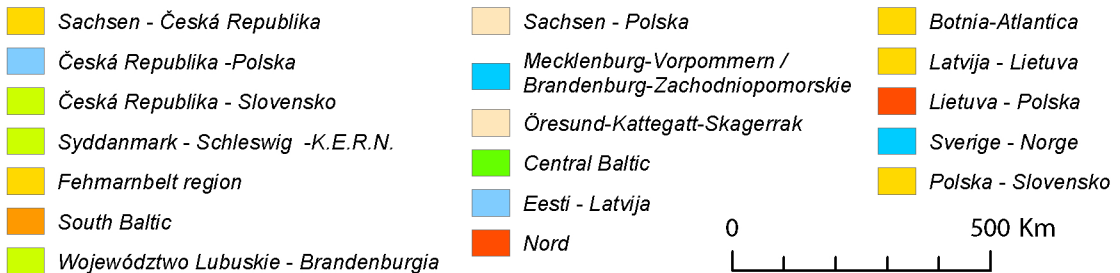 Sachsen - Česká Republika
Česká Republika -Polska
Česká Republika - Slovensko
Syddanmark - Schleswig -K.E.R.N.
Fehmarnbelt region
South Baltic
Województwo Lubuskie - Brandenburgia
Sachsen - Polska
Mecklenburg-Vorpommern /
Brandenburg-Zachodniopomorskie
Öresund-Kattegatt-Skagerrak
Central Baltic
Eesti - Latvija
Nord
Botnia-Atlantica
Latvija - Lietuva
Lietuva - Polska
Sverige - Norge
Polska - Slovensko
0 500 Km